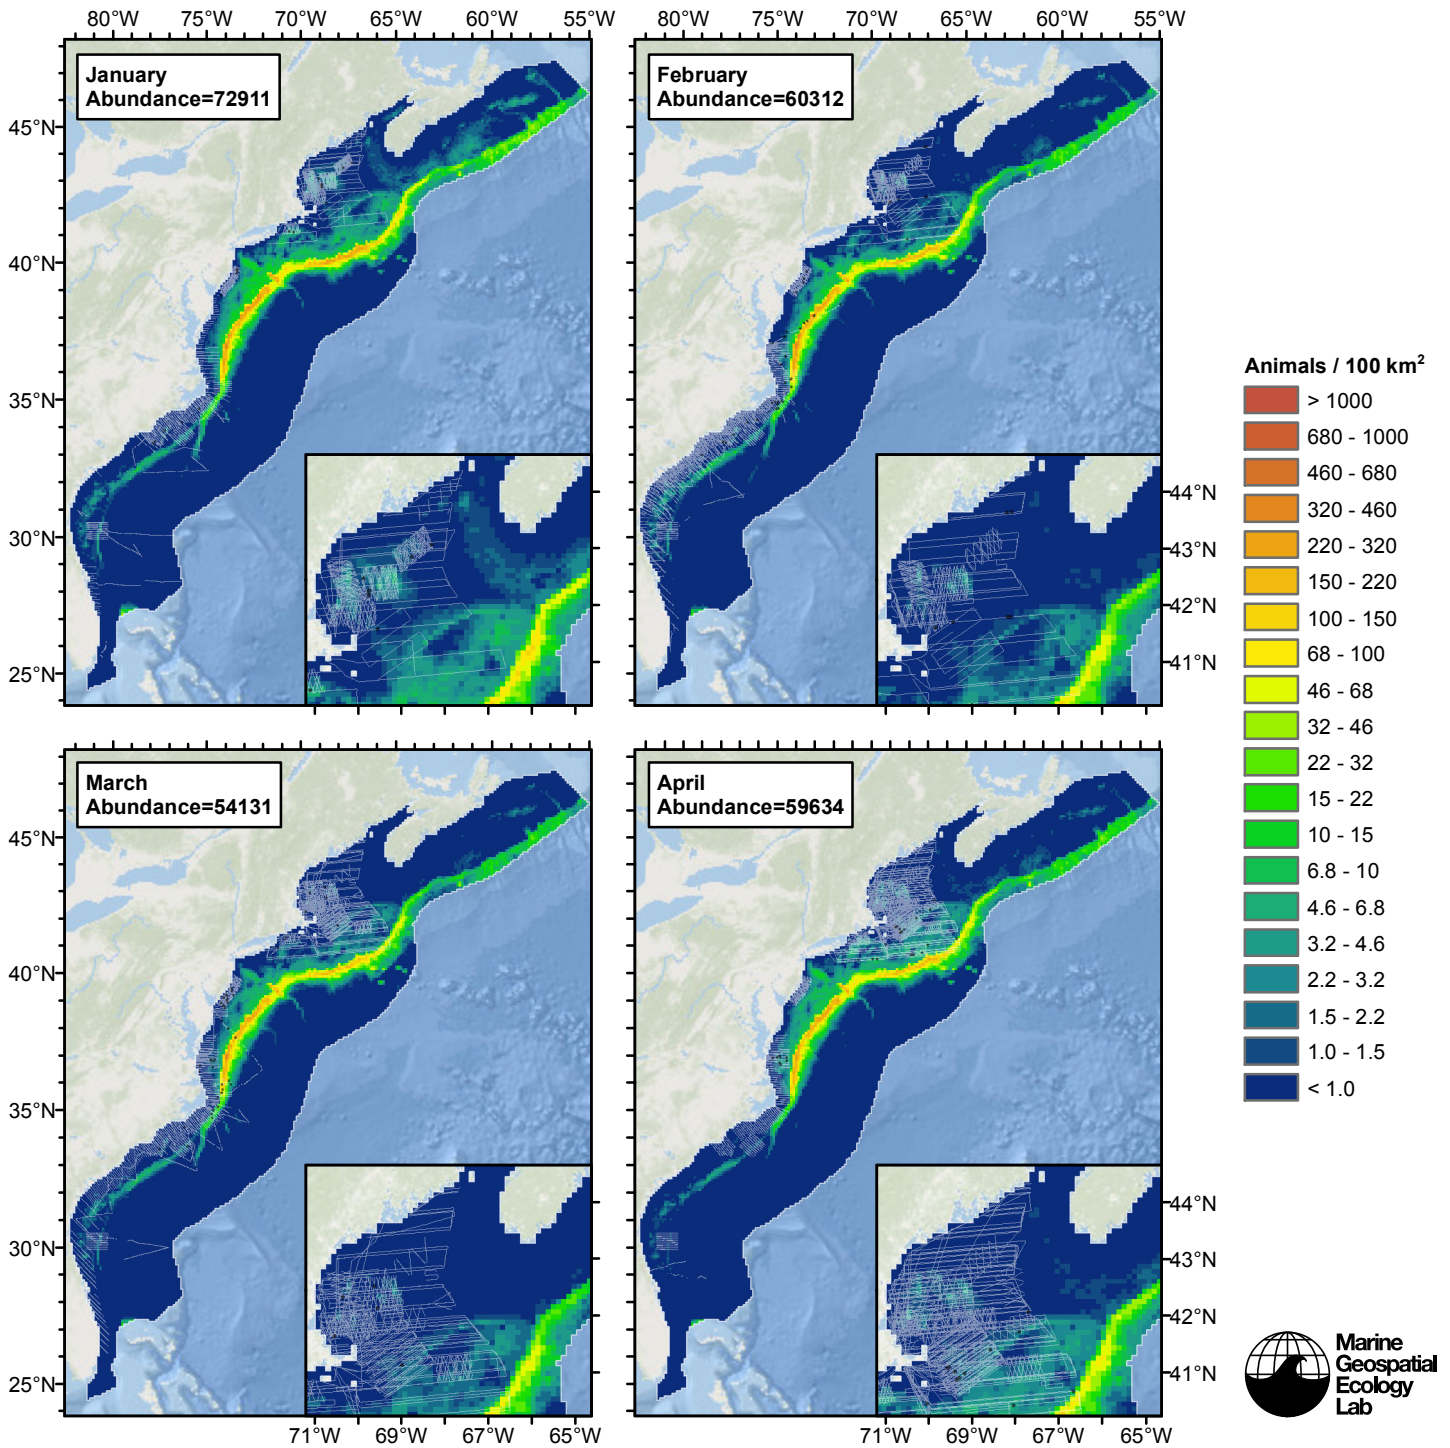 80°W 75°W 70°W 65°W 60°W 55°W
80°W 75°W 70°W 65°W 60°W 55°W
January
Abundance=72911
February
Abundance=60312
45°N
40°N
35°N
30°N
25°N
44°N
43°N
42°N
41°N
March
Abundance=54131
April
Abundance=59634
45°N
40°N
35°N
30°N
25°N
44°N
43°N
42°N
41°N
71°W 69°W 67°W 65°W
71°W 69°W 67°W 65°W
Animals / 100 km²
> 1000
680 - 1000
460 - 680
320 - 460
220 - 320
150 - 220
100 - 150
68 - 100
46 - 68
32 - 46
22 - 32
15 - 22
10 - 15
6.8 - 10
4.6 - 6.8
3.2 - 4.6
2.2 - 3.2
1.5 - 2.2
1.0 - 1.5
< 1.0
Marine
Geospatial
Ecology
Lab